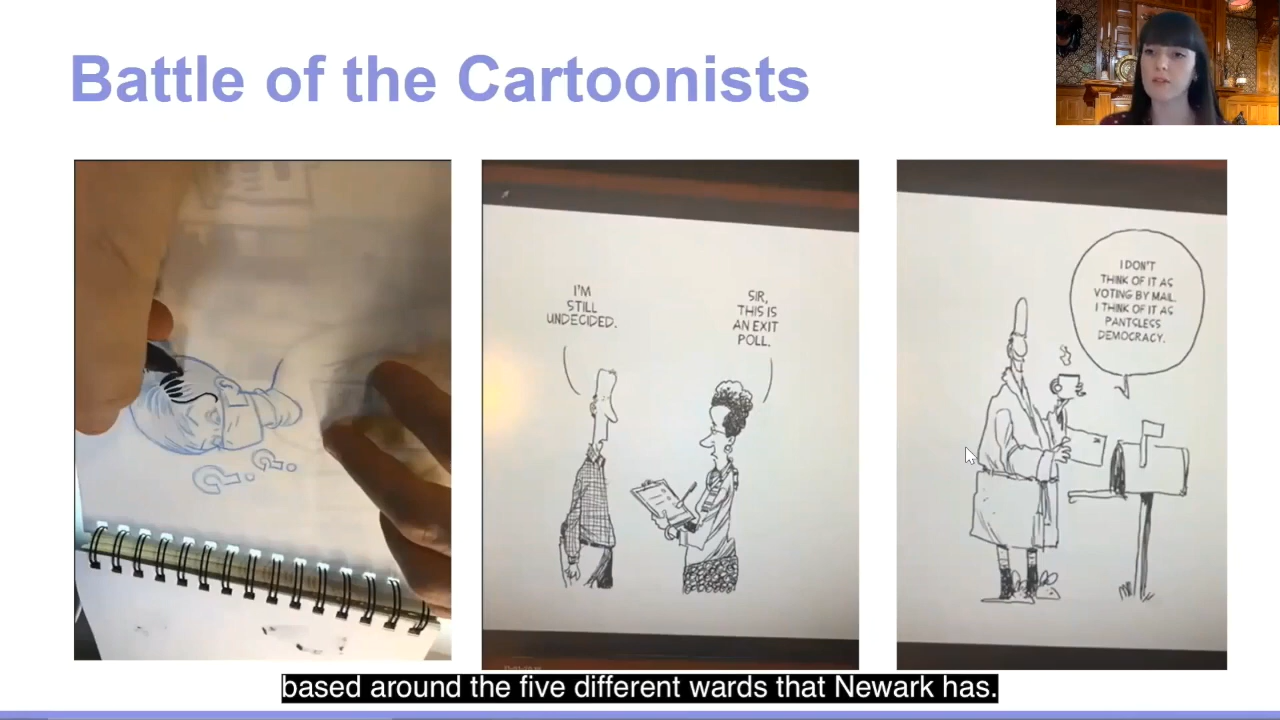 Battle of the Cartoonists
I'M
STILL
UNDECIDED.
SIR,
THIS IS
AN EXIT
POLL.
I DON'T
THINK OF IT AS
VOTING BY MAIL.
I THINK OF IT AS
PANTSLESS
DEMOCRACY.
based around the five different wards that Newark has.